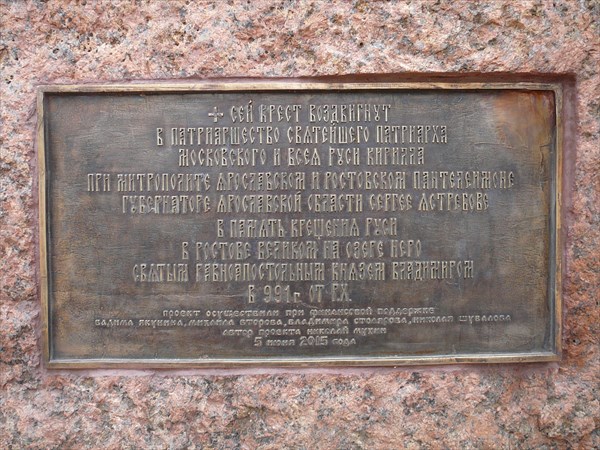 + СЕЙ КРЕСТ ВОЗДВИГНУТ
В ПАТРИАРШЕСТВО СВЯТЕЙШЕГО ПАТРИАРХА
МОСКОВСКОГО И ВСЕЯ РУСИ КИРИЛЛА
ПРИ МИТРОПОЛИТЕ ЯРОСЛАВСКОМ И РОСТОВСКОМ ПАНТЕЛЕИМОНЕ
ГУБЕРНАТОРЕ ЯРОСЛАВСКОЙ ОБЛАСТИ СЕРГЕЕ ЯСТРЕБОВЕ
В ПАМЯТЬ КРЕЩЕНИЯ РУСИ
В РОСТОВЕ ВЕЛИКОМ НА ОЗЕРЕ НЕРО
СВЯТЫМ РАВНОАПОСТОЛЬНЫМ КНЯЗЕМ ВЛАДИМИРОМ
В 991 г. ОТ Р.Х.
ПРОЕКТ ОСУЩЕСТВЛЕН ПРИ ФИНАНСОВОЙ ПОДДЕРЖКЕ
ВАДИМА ЯКУНИНА, МИХАИЛА ВТОРОВА, ВЛАДИМИРА СТОЛЯРОВА, НИКОЛАЯ ШУВАЛОВА
АВТОР ПРОЕКТА НИКОЛАЙ МУХИН
5 ИЮНЯ 2015 ГОДА